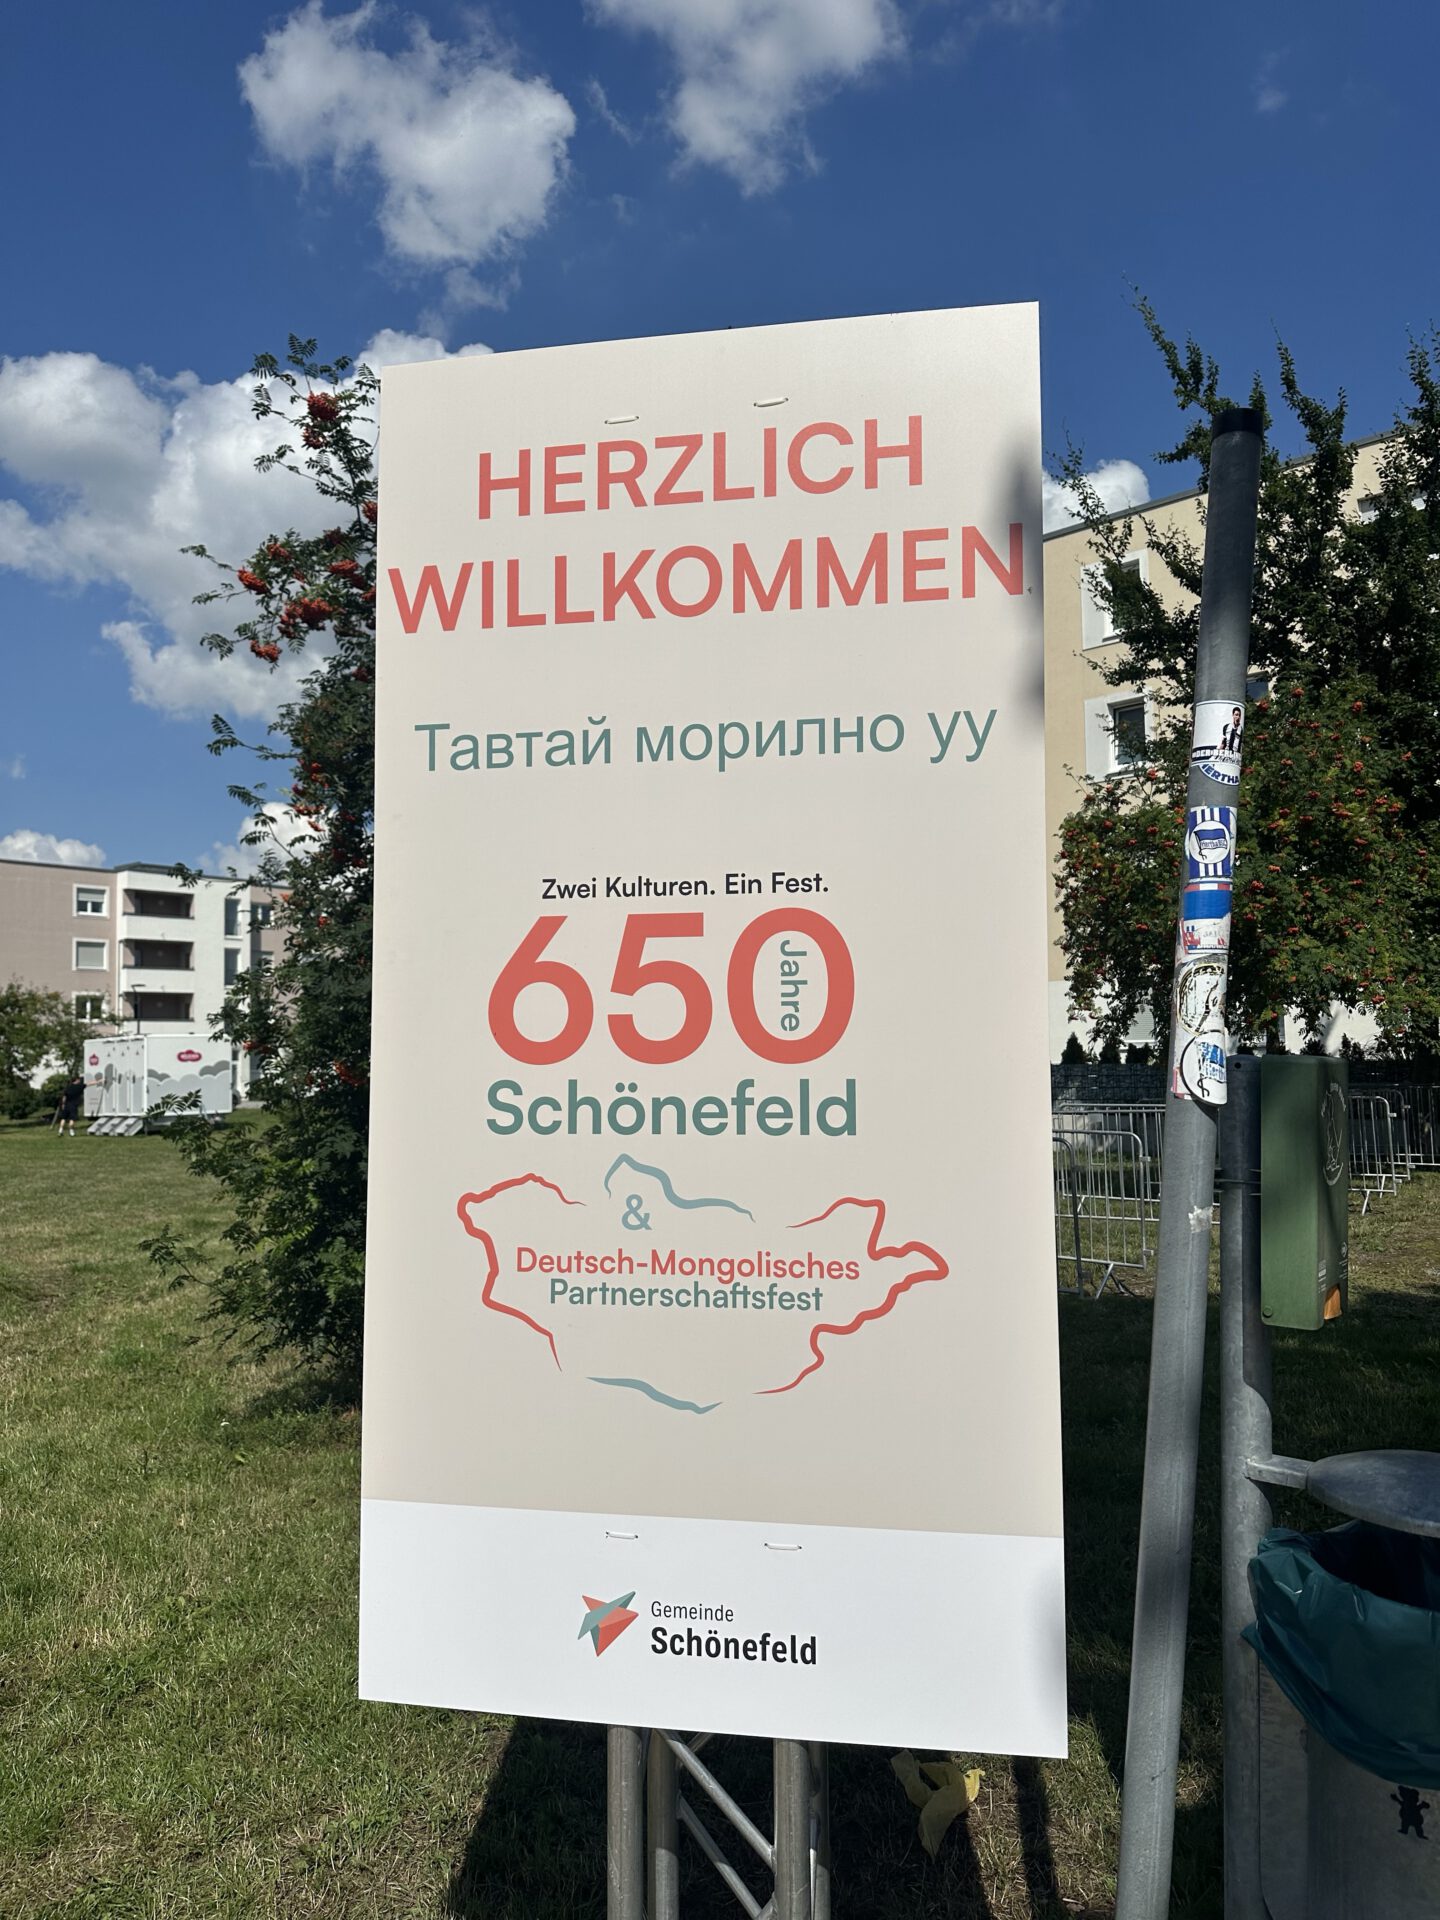 HERZLICH
WILLKOMMEN
Тавтай морилно уу
Zwei Kulturen. Ein Fest.
650
Jahre
Schönefeld
&
Deutsch-Mongolisches
Partnerschaftsfest
Gemeinde
Schönefeld